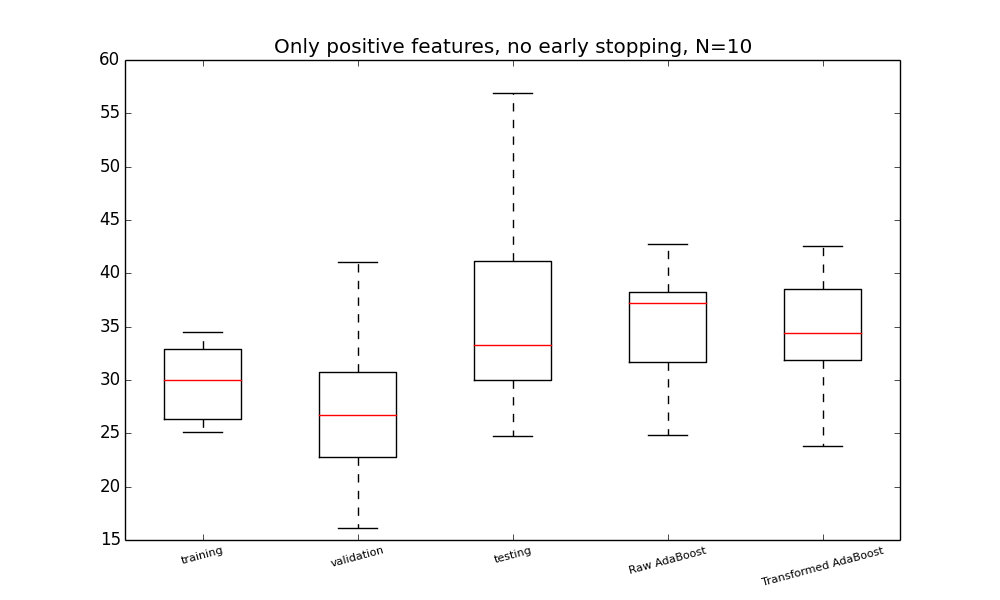 Only positive features, no early stopping, N=10
60
55
50
45
40
35
30
25
20
15
training
validation
testing
Raw AdaBoost
Transformed AdaBoost